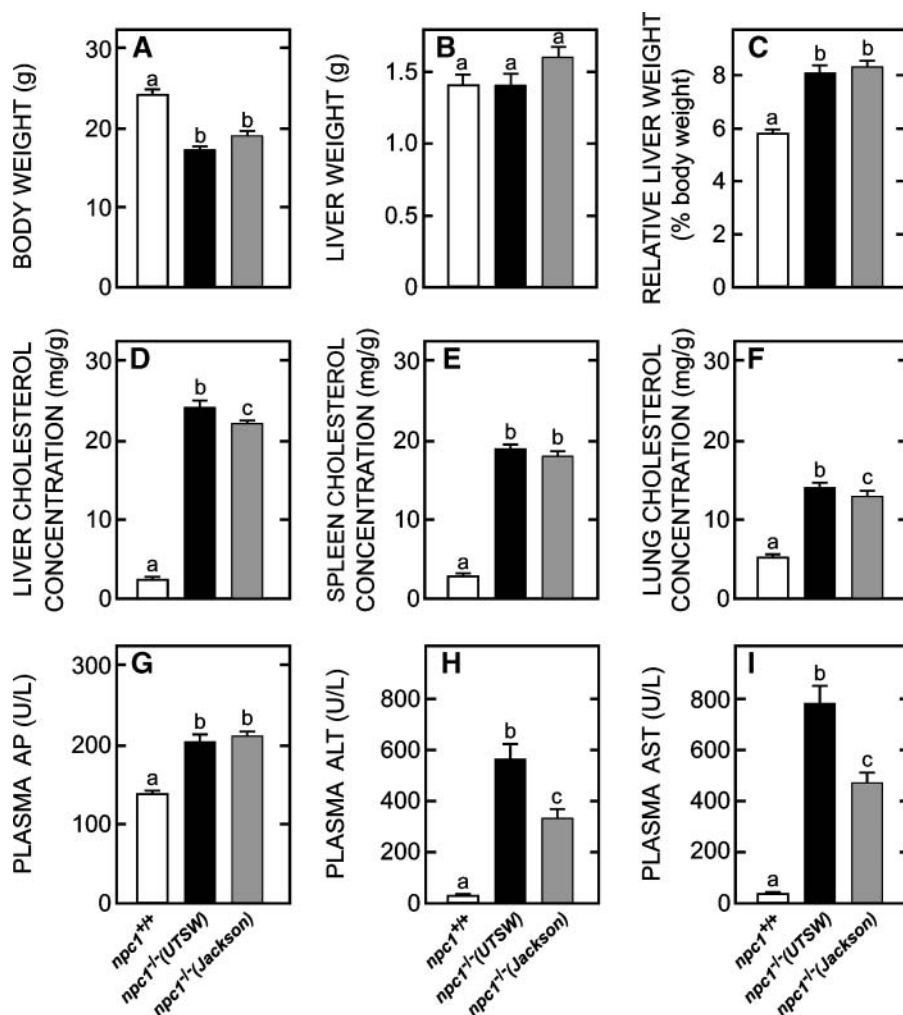 A
BODY WEIGHT (g)
30
20
10
0
a
b
b
B
LIVER WEIGHT (g)
1.5
1.0
0.5
0
a
a
a
C
RELATIVE LIVER WEIGHT
(% body weight)
8
6
4
2
0
a
b
b
D
LIVER CHOLESTEROL
CONCENTRATION (mg/g)
30
20
10
0
a
b
c
E
SPLEEN CHOLESTEROL
CONCENTRATION (mg/g)
30
20
10
0
a
b
b
F
LUNG CHOLESTEROL
CONCENTRATION (mg/g)
30
20
10
0
a
b
c
G
PLASMA AP (U/L)
300
200
100
0
a
b
b
npc1+/+
npc1-/-(UTSW)
npc1-/-(Jackson)
H
PLASMA ALT (U/L)
800
600
400
200
0
a
b
c
npc1+/+
npc1-/-(UTSW)
npc1-/-(Jackson)
I
PLASMA AST (U/L)
800
600
400
200
0
a
b
c
npc1+/+
npc1-/-(UTSW)
npc1-/-(Jackson)